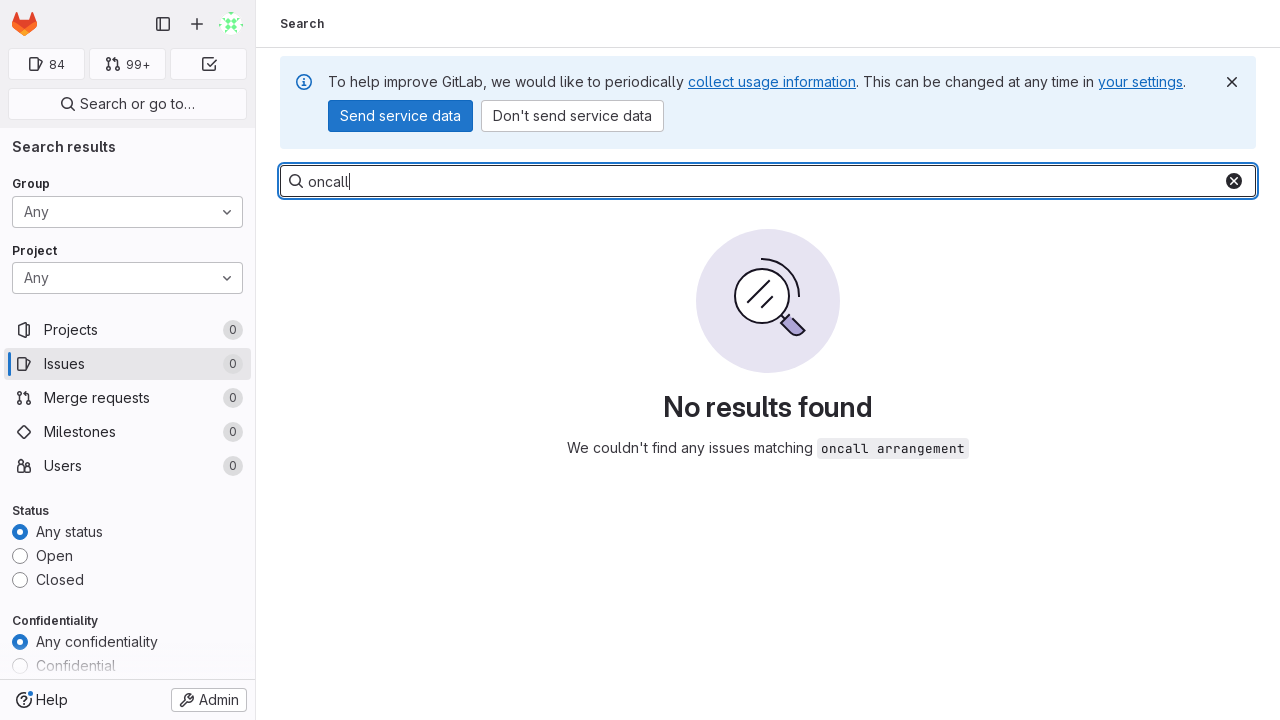 Search
84
99+
Search or go to…
To help improve GitLab, we would like to periodically collect usage information. This can be changed at any time in your settings.
Send service data
Don't send service data
Search results
Group
Any
Project
Any
Projects 0
Issues 0
Merge requests 0
Milestones 0
Users 0
Status
Any status
Open
Closed
Confidentiality
Any confidentiality
Confidential
Help
Admin
oncall
No results found
We couldn't find any issues matching oncall arrangement